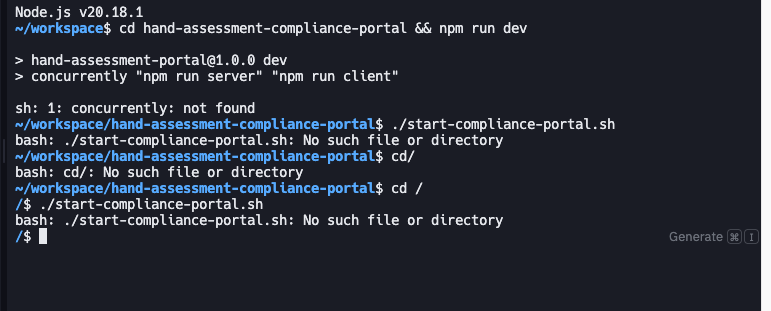 Node.js v20.18.1
~/workspace$ cd hand-assessment-compliance-portal && npm run dev
> hand-assessment-portal@1.0.0 dev
> concurrently "npm run server" "npm run client"
sh: 1: concurrently: not found
~/workspace/hand-assessment-compliance-portal$ ./start-compliance-portal.sh
bash: ./start-compliance-portal.sh: No such file or directory
~/workspace/hand-assessment-compliance-portal$ cd/
bash: cd/: No such file or directory
~/workspace/hand-assessment-compliance-portal$ cd /
/$ ./start-compliance-portal.sh
bash: ./start-compliance-portal.sh: No such file or directory
/$
Generate ⌘ I